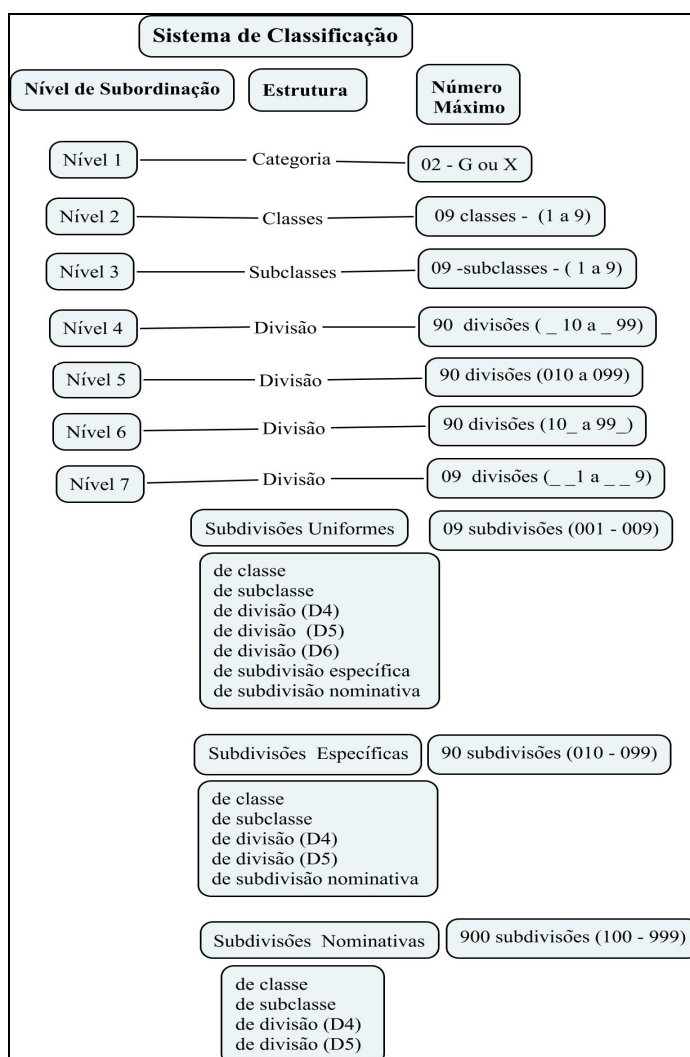 Sistema de Classificação
Nível de Subordinação Estrutura Número
Máximo
Nível 1 Categoria 02 - G ou X
Nível 2 Classes 09 classes - (1 a 9)
Nível 3 Subclasses 09 -subclasses - ( 1 a 9)
Nível 4 Divisão 90 divisões ( _ 10 a _ 99)
Nível 5 Divisão 90 divisões (010 a 099)
Nível 6 Divisão 90 divisões (10_ a 99_)
Nível 7 Divisão 09 divisões (_ _1 a _ _ 9)
Subdivisões Uniformes 09 subdivisões (001 - 009)
de classe
de subclasse
de divisão (D4)
de divisão (D5)
de divisão (D6)
de subdivisão específica
de subdivisão nominativa
Subdivisões Específicas 90 subdivisões (010 - 099)
de classe
de subclasse
de divisão (D4)
de divisão (D5)
de subdivisão nominativa
Subdivisões Nominativas 900 subdivisões (100 - 999)
de classe
de subclasse
de divisão (D4)
de divisão (D5)